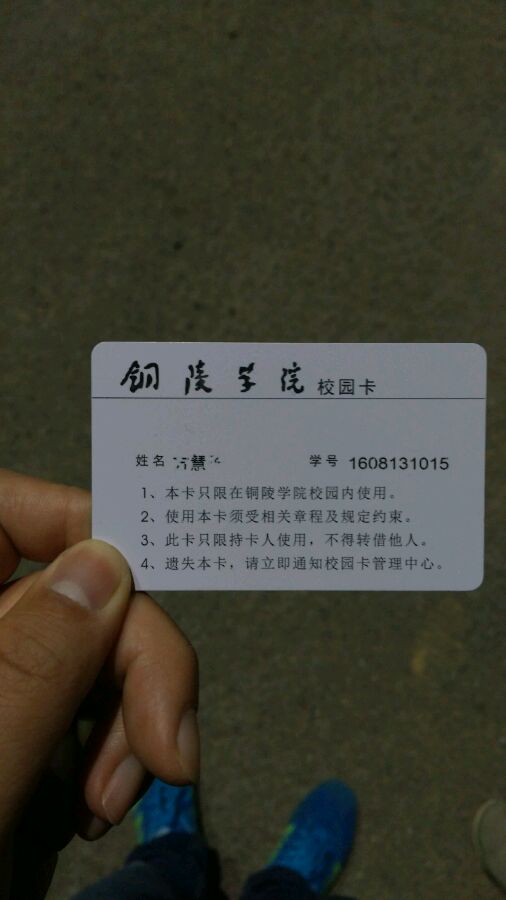 铜陵学院校园卡
姓名 慧 学号 1608131015
1、本卡只限在铜陵学院校园内使用。
2、使用本卡须受相关章程及规定约束。
3、此卡只限持卡人使用，不得转借他人。
4、遗失本卡，请立即通知校园卡管理中心。